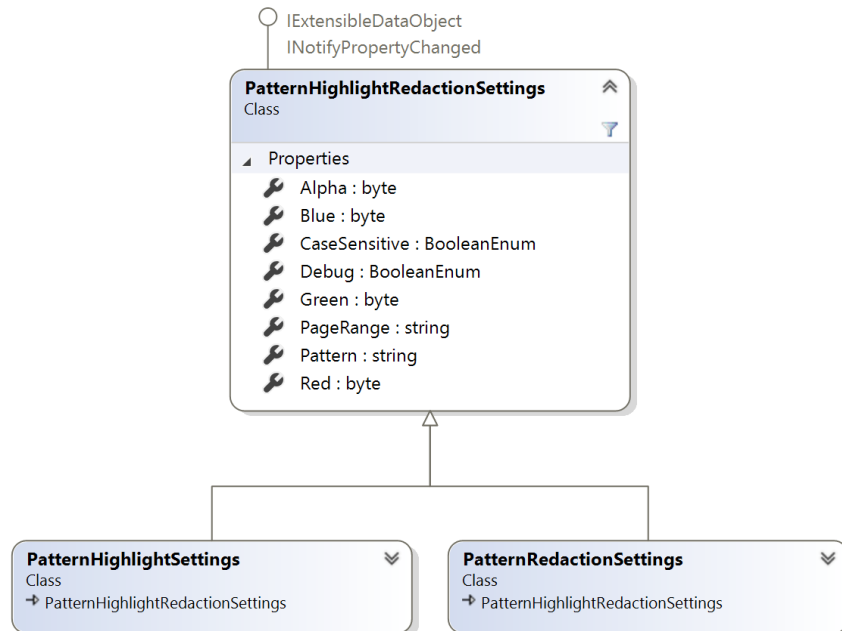 IExtensibleDataObject
INotifyPropertyChanged
PatternHighlightRedactionSettings
Class
Properties
Alpha : byte
Blue : byte
CaseSensitive : BooleanEnum
Debug : BooleanEnum
Green : byte
PageRange : string
Pattern : string
Red : byte
PatternHighlightSettings
Class
PatternHighlightRedactionSettings
PatternRedactionSettings
Class
PatternHighlightRedactionSettings